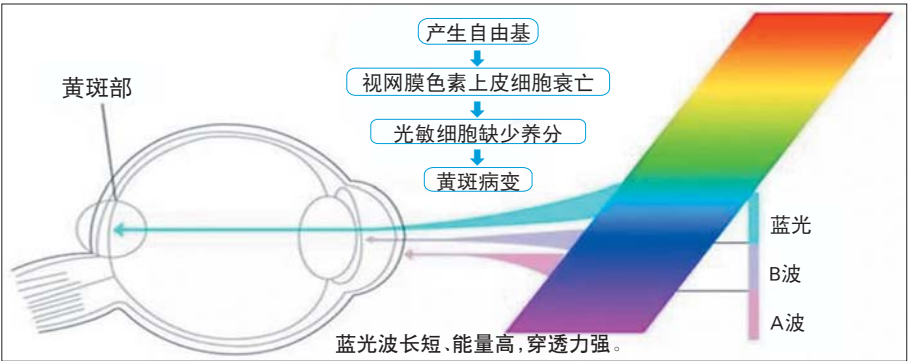 产生自由基
视网膜色素上皮细胞衰亡
光敏细胞缺少养分
黄斑病变
黄斑部
蓝光
B波
A波
蓝光波长短、能量高，穿透力强。